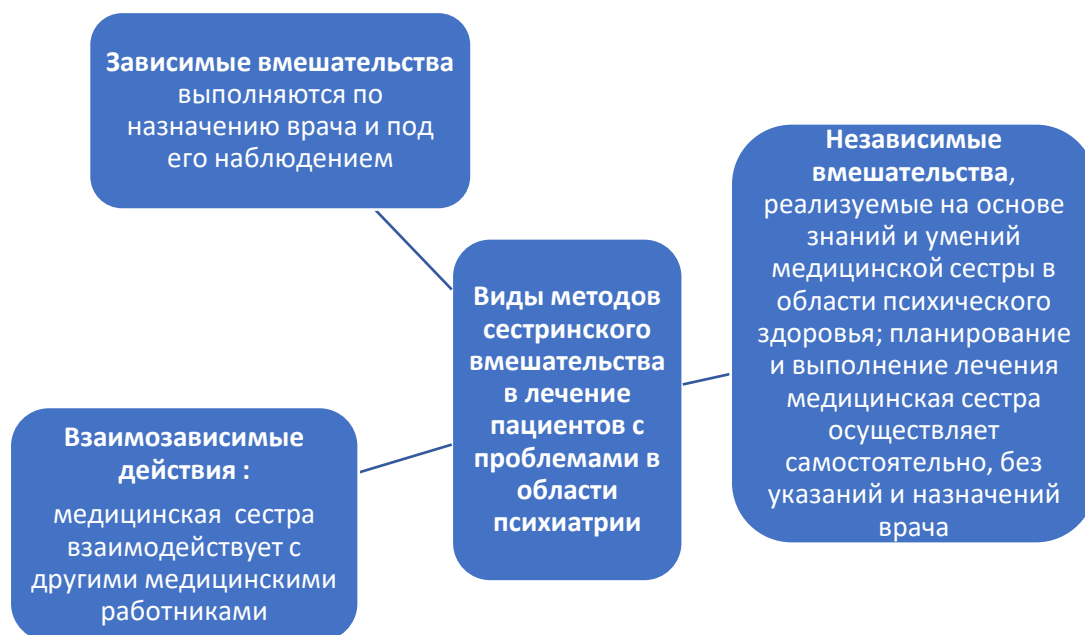 Зависимые вмешательства
выполняются по
назначению врача и под
его наблюдением
Независимые
вмешательства,
реализуемые на основе
знаний и умений
медицинской сестры в
области психического
здоровья; планирование
и выполнение лечения
медицинская сестра
осуществляет
самостоятельно, без
указаний и назначений
врача
Виды методов
сестринского
вмешательства
в лечение
пациентов с
проблемами в
области
психиатрии
Взаимозависимые
действия :
медицинская сестра
взаимодействует с
другими медицинскими
работниками